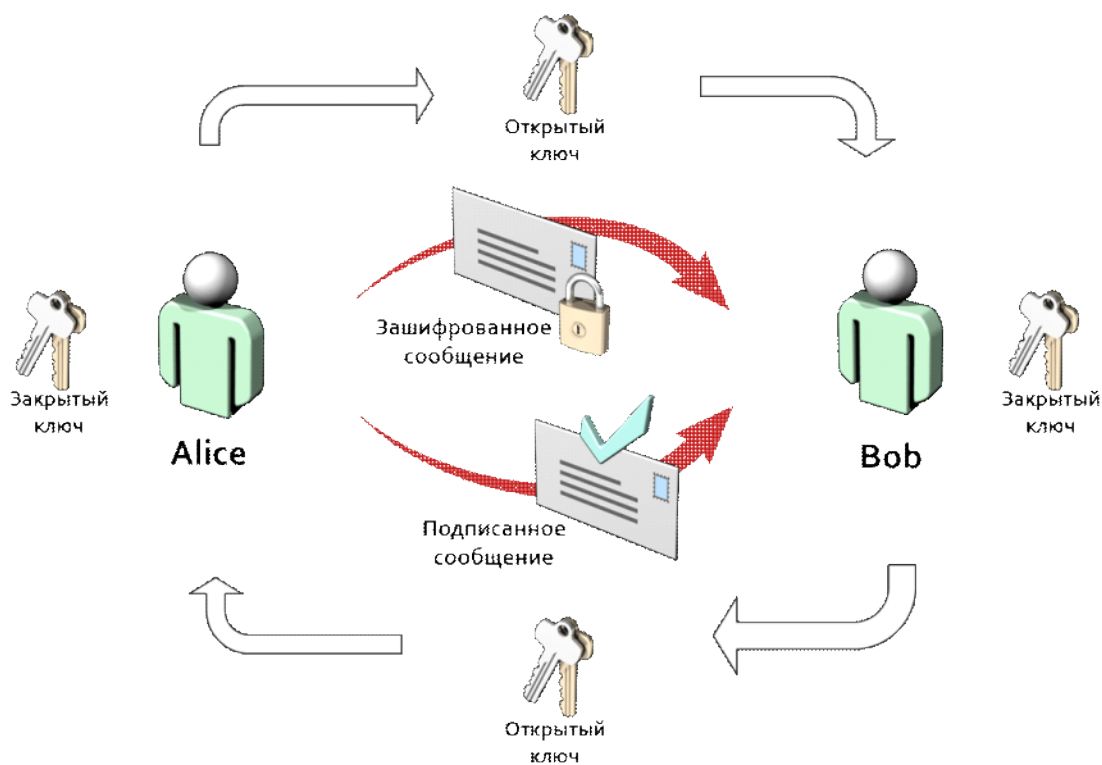 Открытый
ключ
Зашифрованное
сообщение
Закрытый
ключ
Закрытый
ключ
Alice
Bob
Подписанное
сообщение
Открытый
ключ